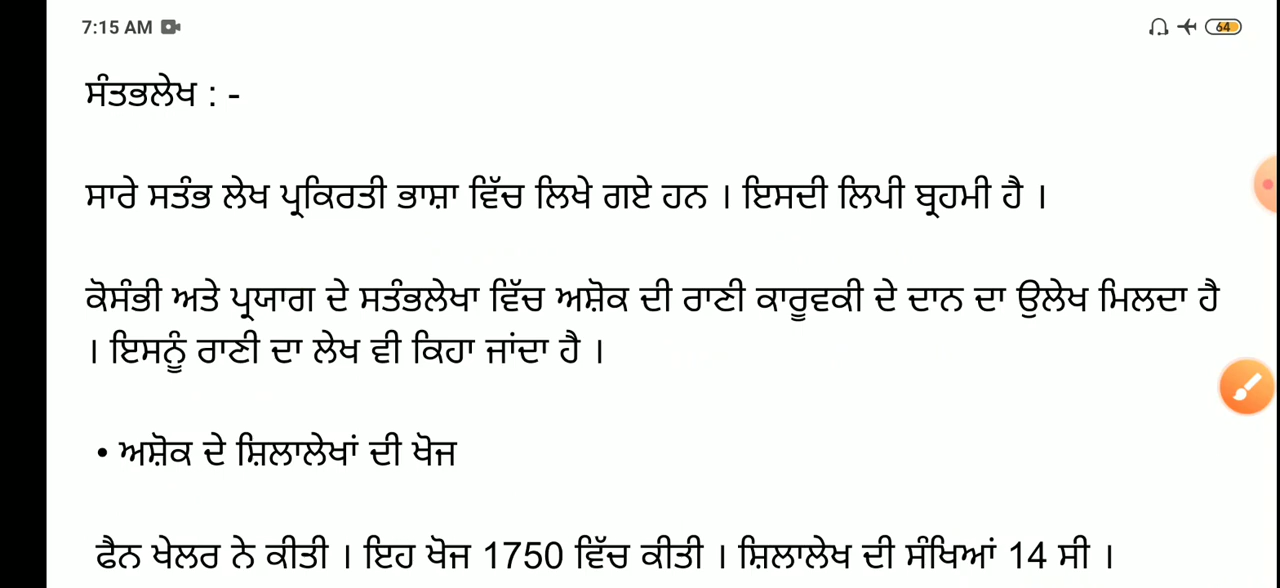 7:15 AM
64
ਸੰਤਭਲੇਖ : -
ਸਾਰੇ ਸਤੰਭ ਲੇਖ ਪ੍ਰਕਿਰਤੀ ਭਾਸ਼ਾ ਵਿੱਚ ਲਿਖੇ ਗਏ ਹਨ । ਇਸਦੀ ਲਿਪੀ ਬ੍ਰਹਮੀ ਹੈ ।
ਕੋਸੰਭੀ ਅਤੇ ਪ੍ਰਯਾਗ ਦੇ ਸਤੰਭਲੇਖਾ ਵਿੱਚ ਅਸ਼ੋਕ ਦੀ ਰਾਣੀ ਕਾਰੂਵਕੀ ਦੇ ਦਾਨ ਦਾ ਉਲੇਖ ਮਿਲਦਾ ਹੈ
। ਇਸਨੂੰ ਰਾਣੀ ਦਾ ਲੇਖ ਵੀ ਕਿਹਾ ਜਾਂਦਾ ਹੈ ।
• ਅਸ਼ੋਕ ਦੇ ਸ਼ਿਲਾਲੇਖਾਂ ਦੀ ਖੋਜ
ਫੈਨ ਖੇਲਰ ਨੇ ਕੀਤੀ । ਇਹ ਖੋਜ 1750 ਵਿੱਚ ਕੀਤੀ । ਸ਼ਿਲਾਲੇਖ ਦੀ ਸੰਖਿਆਂ 14 ਸੀ ।